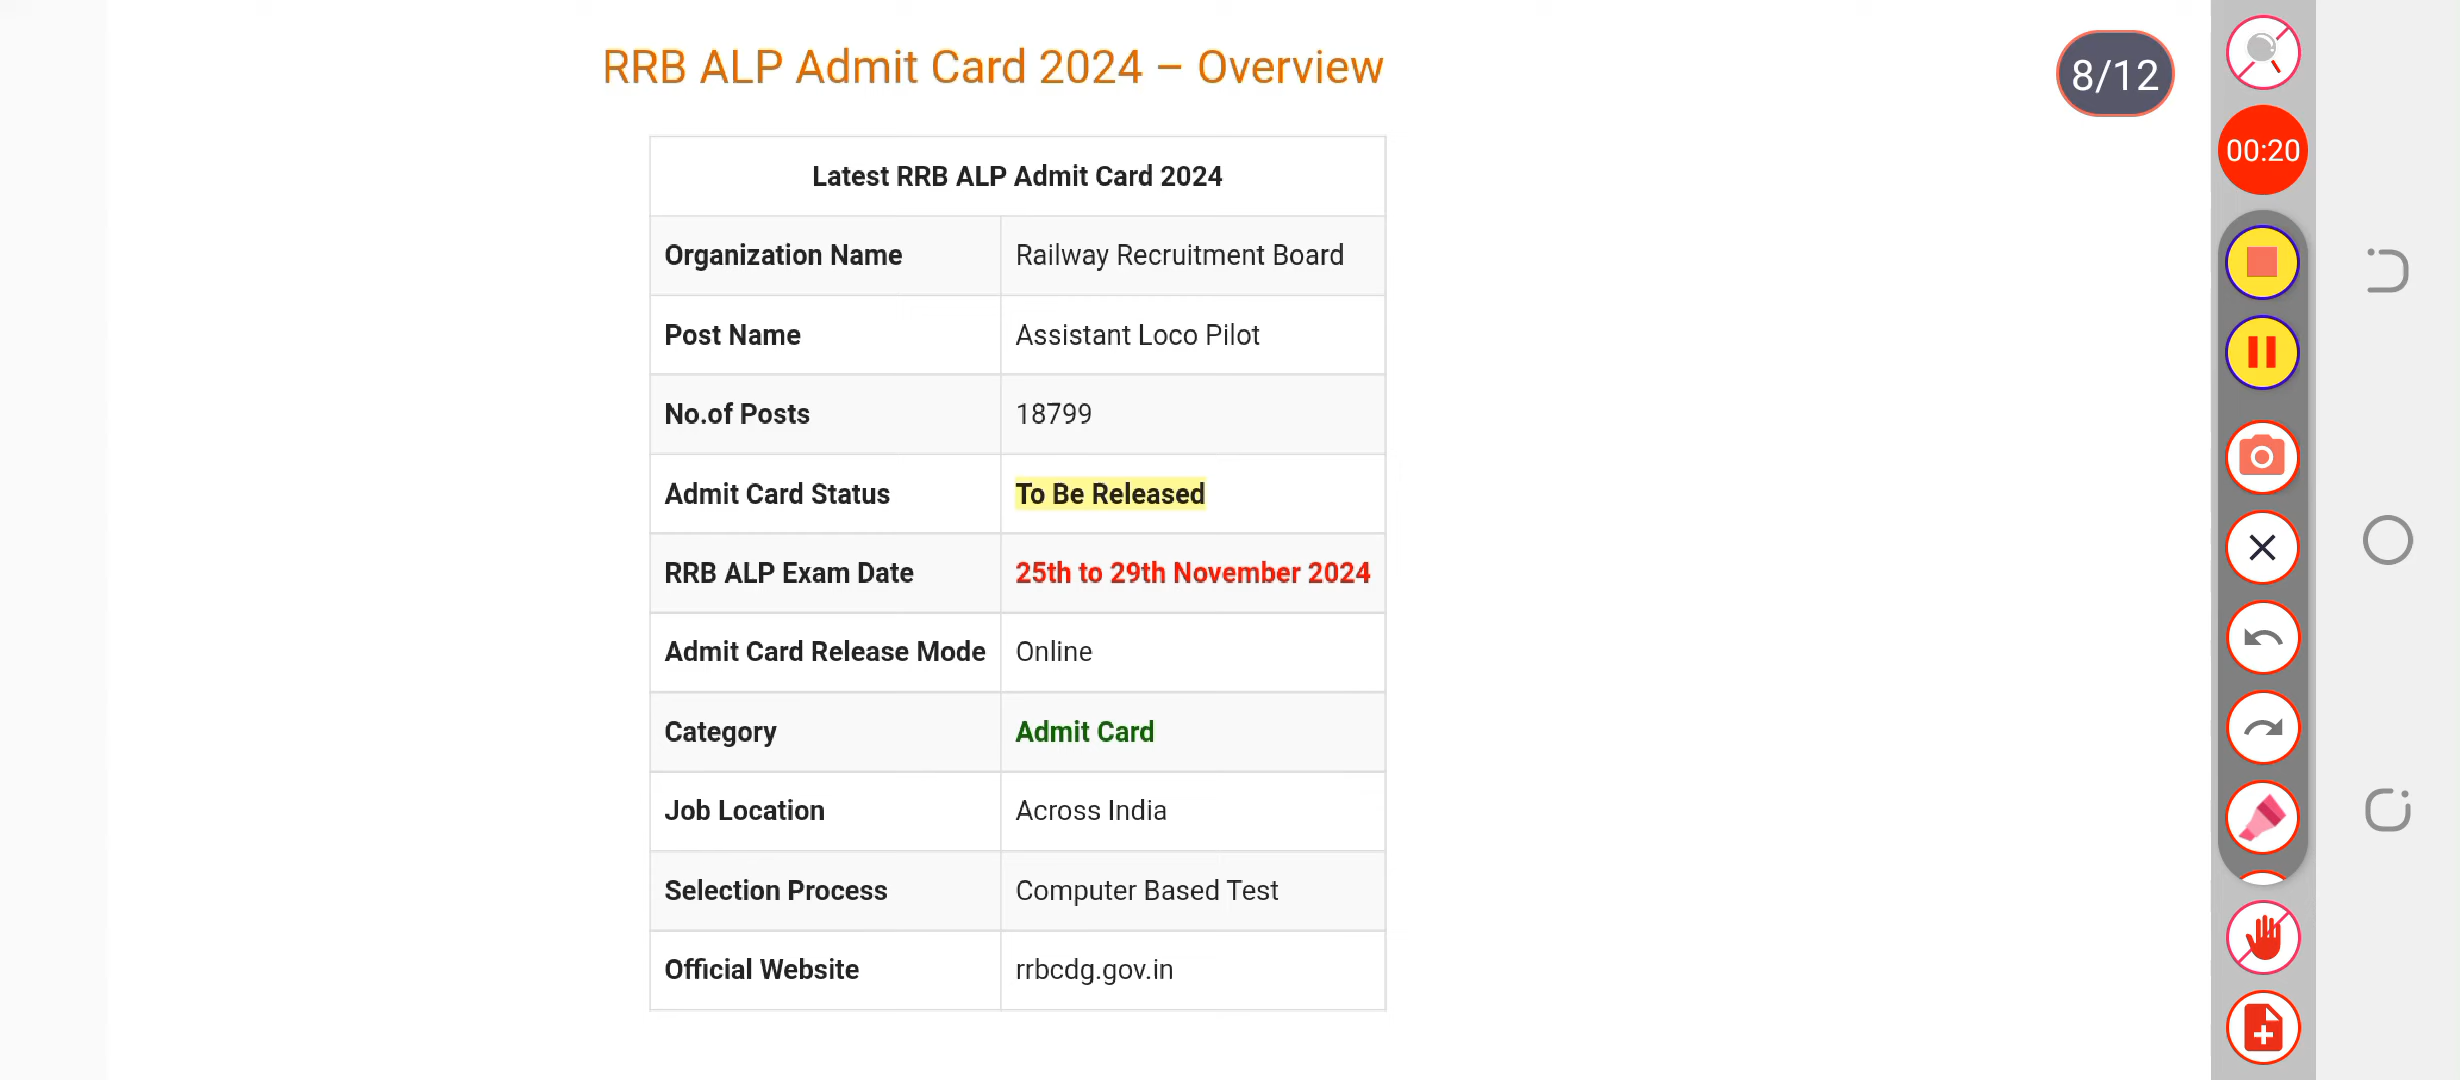 RRB ALP Admit Card 2024 – Overview
8/12
00:20
Latest RRB ALP Admit Card 2024
Organization Name Railway Recruitment Board
Post Name Assistant Loco Pilot
No.of Posts 18799
Admit Card Status To Be Released
RRB ALP Exam Date 25th to 29th November 2024
Admit Card Release Mode Online
Category Admit Card
Job Location Across India
Selection Process Computer Based Test
Official Website rrbcdg.gov.in